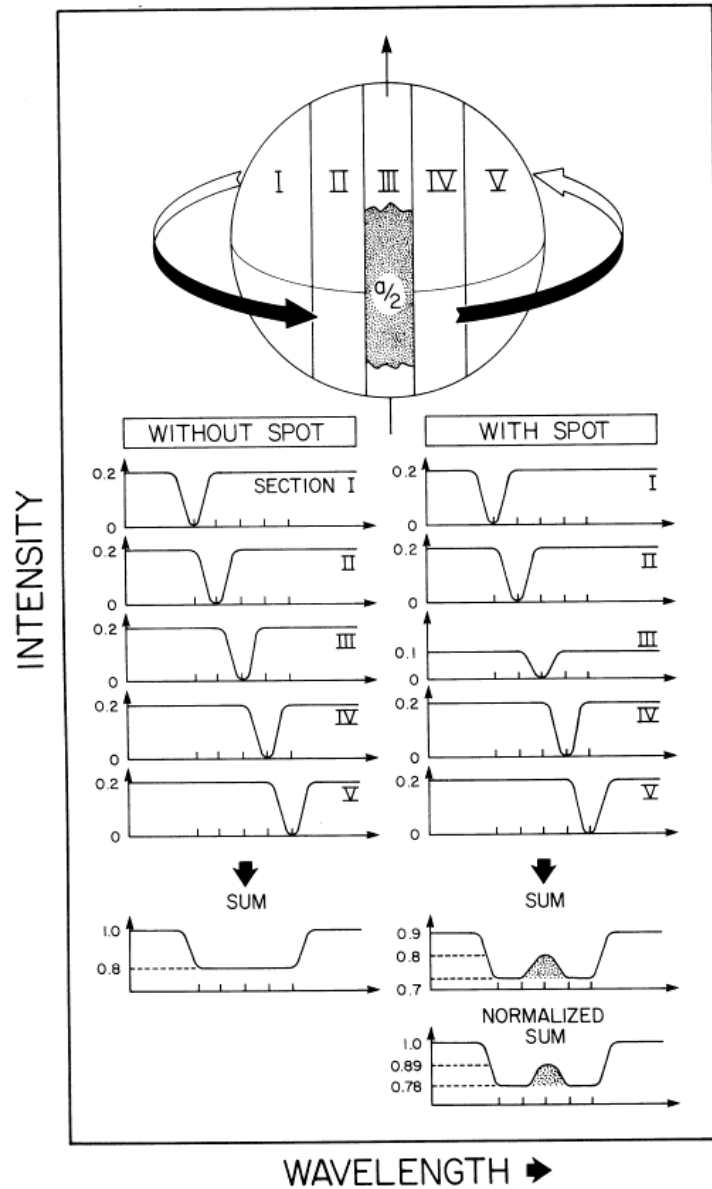 I II III IV V
a/2
WITHOUT SPOT
0.2
SECTION I
0
0.2
II
0
0.2
III
0
0.2
IV
0
0.2
V
0
SUM
1.0
0.8
WITH SPOT
0.2
I
0
0.2
II
0
III
0.1
0
0.2
IV
0
0.2
V
0
SUM
0.9
0.8
0.7
NORMALIZED
SUM
1.0
0.89
0.78
INTENSITY
WAVELENGTH